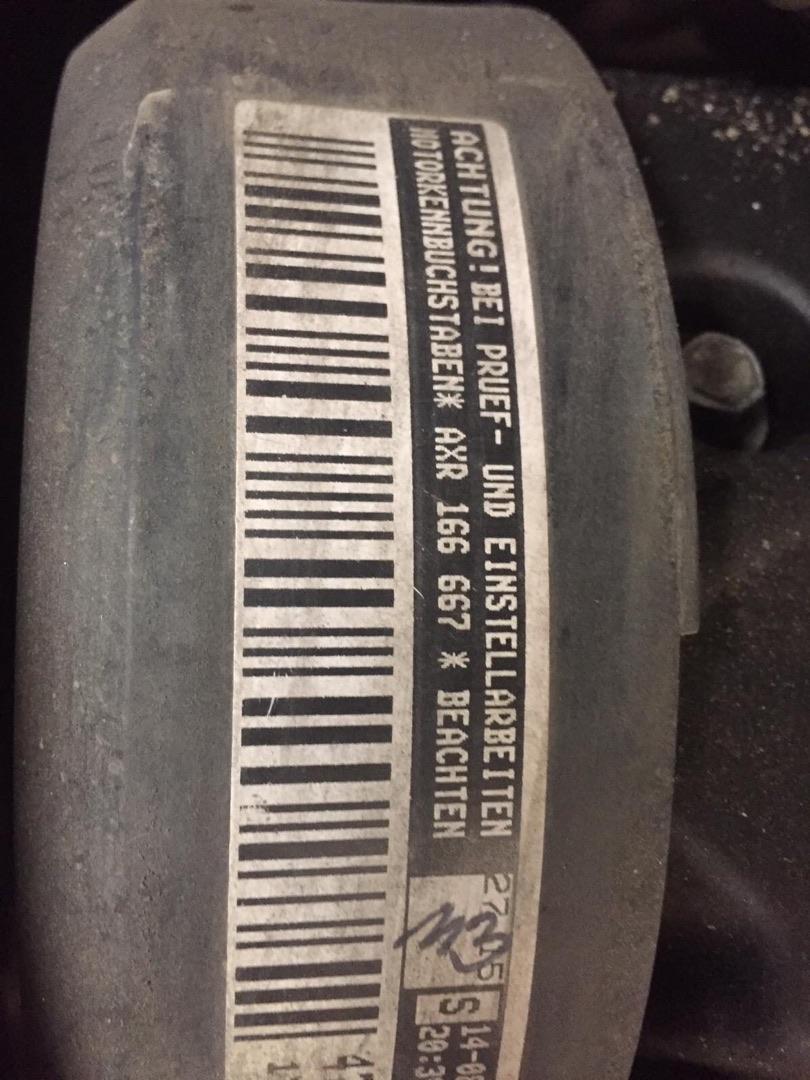 ACHTUNG! BEI PRUEF- UND EINSTELLARBEITEN
MOTORKENNBUCHSTABEN* AXR 166 667 * BEACHTEN
S